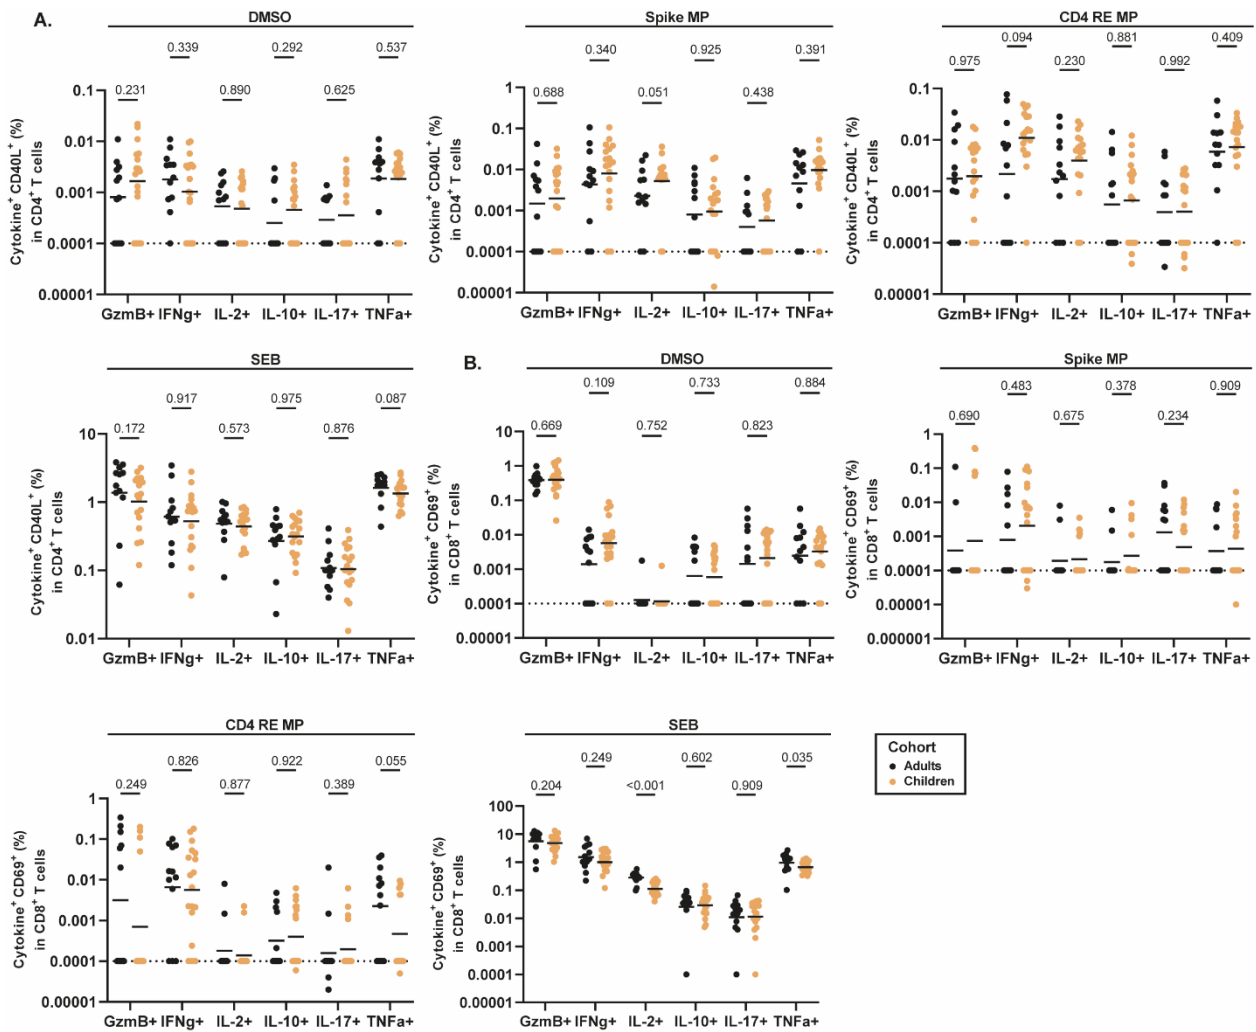 A.
DMSO
0.339 0.292 0.537
0.231 0.890 0.625
Cytokine+ CD40L+ (%)
in CD4+ T cells
0.1
0.01
0.001
0.0001
0.00001
GzmB+ IFNg+ IL-2+ IL-10+ IL-17+ TNFa+
Spike MP
0.340 0.925 0.391
0.688 0.051 0.438
Cytokine+ CD40L+ (%)
in CD4+ T cells
1
0.1
0.01
0.001
0.0001
0.00001
GzmB+ IFNg+ IL-2+ IL-10+ IL-17+ TNFa+
CD4 RE MP
0.094 0.881 0.409
0.975 0.230 0.992
Cytokine+ CD40L+ (%)
in CD4+ T cells
0.1
0.01
0.001
0.0001
0.00001
GzmB+ IFNg+ IL-2+ IL-10+ IL-17+ TNFa+
SEB
0.917 0.975 0.087
0.172 0.573 0.876
Cytokine+ CD40L+ (%)
in CD4+ T cells
10
1
0.1
0.01
GzmB+ IFNg+ IL-2+ IL-10+ IL-17+ TNFa+
B.
DMSO
0.109 0.733 0.884
0.669 0.752 0.823
Cytokine+ CD69+ (%)
in CD8+ T cells
10
1
0.1
0.01
0.001
0.0001
0.00001
GzmB+ IFNg+ IL-2+ IL-10+ IL-17+ TNFa+
Spike MP
0.483 0.378 0.909
0.690 0.675 0.234
Cytokine+ CD69+ (%)
in CD8+ T cells
1
0.1
0.01
0.001
0.0001
0.00001
0.000001
GzmB+ IFNg+ IL-2+ IL-10+ IL-17+ TNFa+
CD4 RE MP
0.826 0.922 0.055
0.249 0.877 0.389
Cytokine+ CD69+ (%)
in CD8+ T cells
1
0.1
0.01
0.001
0.0001
0.00001
GzmB+ IFNg+ IL-2+ IL-10+ IL-17+ TNFa+
SEB
0.249 0.602 0.035
0.204 <0.001 0.909
Cytokine+ CD69+ (%)
in CD8+ T cells
100
10
1
0.1
0.01
0.001
0.0001
0.00001
GzmB+ IFNg+ IL-2+ IL-10+ IL-17+ TNFa+
Cohort
Adults
Children